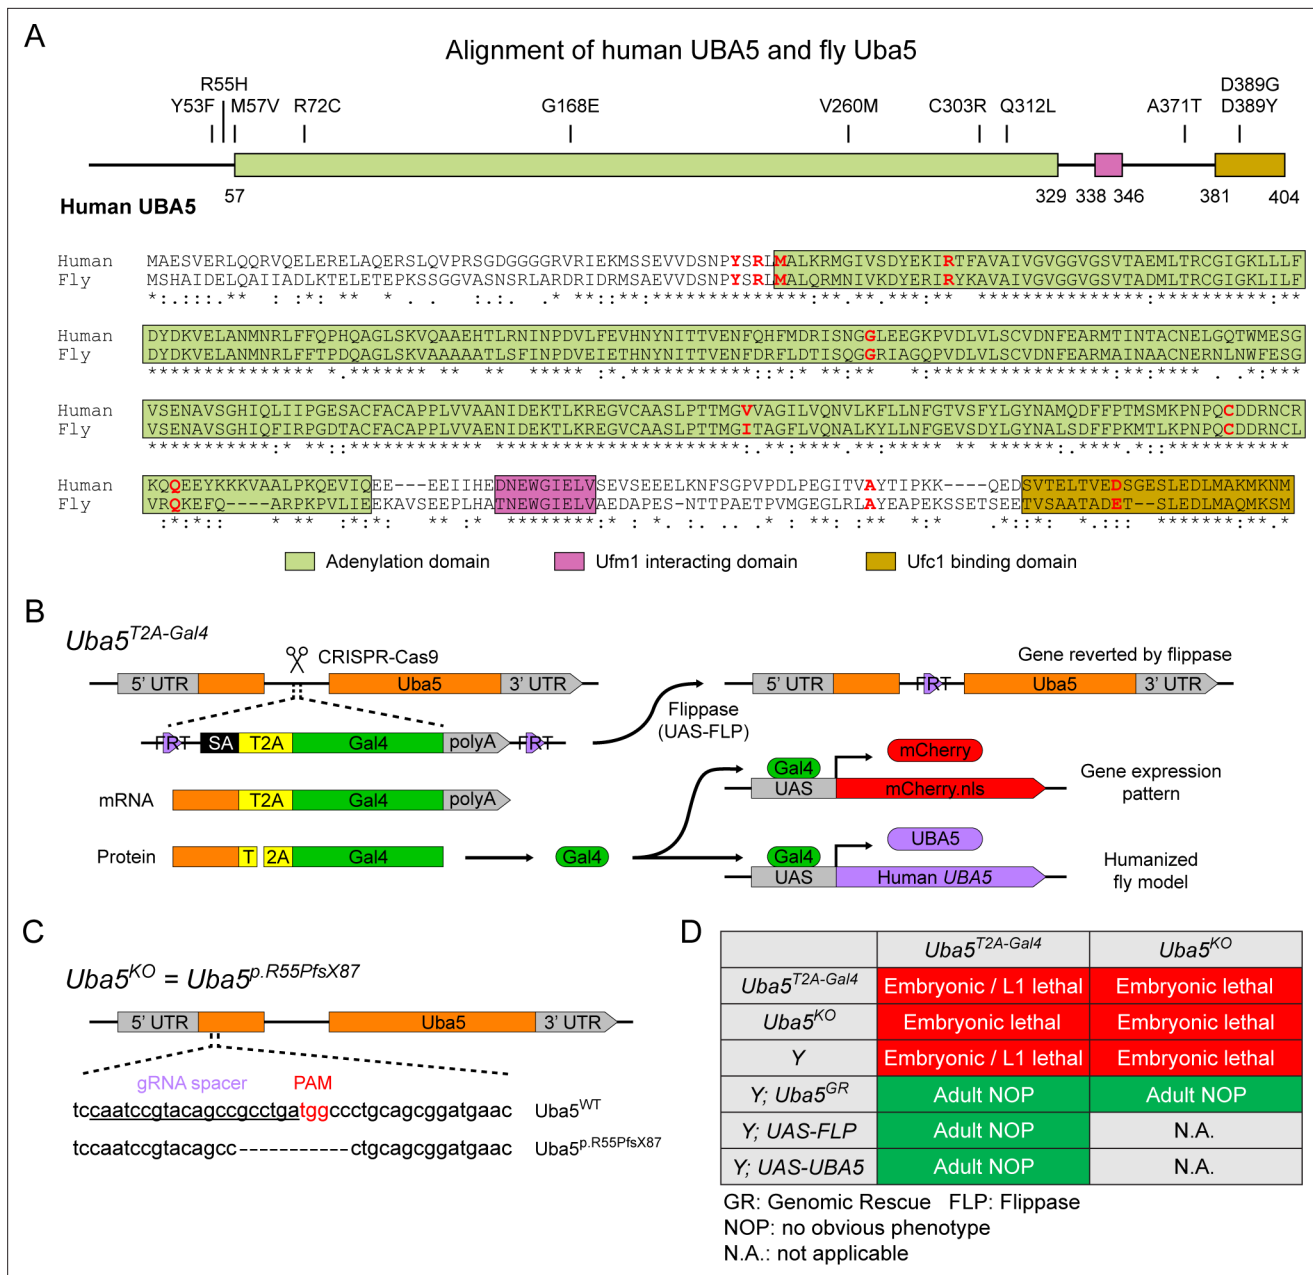 A
Alignment of human UBA5 and fly Uba5
R55H
D389G
Y53F M57V R72C G168E V260M C303R Q312L A371T D389Y
57 329 338 346 381 404
Human UBA5
Human MAESVERLQQRVQELERELAQERSLQVPRSGDGGGGRVRIEKMSSEVVDSNPYSRLMALKRMGIVSDYEKIRTFAVAIVGVGGVGSVTAEMLTRCGIGKLLLF
Fly MSHAIDELQAIIADLKTELETEPKSSGGVASNSRLARDRIDRMSAEVVDSNPYSRLMALQRMNIVKDYERIRYKAVAIVGVGGVGSVTADMLTRCGIGKLILF
Human DYDKVELANMNRLFFQPHQAGLSKVQAAEHTLRNINPDVLFEVHNYNITTVENFQHFMDRISNGGLEEGKPVDLVLSCVDNFEARMTINTACNELGQTWMESG
Fly DYDKVELANMNRLFFTPDQAGLSKVAAAAATLSFINPDVEIETHNYNITTVENFDRFLDTISQGGRIAGQPVDLVLSCVDNFEARMAINAACNERNLNWFESG
Human VSENAVSGHIQLIIPGESACFACAPPLVVAANIDEKTLKREGVCAASLPTTMGVVAGILVQNVLKFLLNFGTVSFYLGYNAMQDFFPTMSMKPNPQCDDRNCR
Fly VSENAVSGHIQFIRPGDTACFACAPPLVVAENIDEKTLKREGVCAASLPTTMGITAGFLVQNALKYLLNFGEVSDYLGYNALSDFFPKMTLKPNPQCDDRNCL
Human KQQEEYKKKVAALPKQEVIQEE---EEIIHEDNEWGIELVSEVSEEELKNFSGPVPDLPEGITVAYTIPKK----QEDSVTELTVEDSGESLEDLMAKMKNM
Fly VRQKEFQ----ARPKPVLIEEKAVSEEPLHATNEWGIELVAEDAPES-NTTPAETPVMGEGLRLAYEAPEKSSETSEETVSAATADET--SLEDLMAQMKSM
Adenylation domain Ufm1 interacting domain Ufc1 binding domain
B
Uba5T2A-Gal4
CRISPR-Cas9
Gene reverted by flippase
5' UTR Uba5 3' UTR
5' UTR FRT Uba5 3' UTR
Flippase
(UAS-FLP)
FRT SA T2A Gal4 polyA FRT
Gal4 mCherry
UAS mCherry.nls
Gene expression
pattern
mRNA T2A Gal4 polyA
Protein T 2A Gal4 Gal4
Gal4 UBA5
UAS Human UBA5
Humanized
fly model
C
Uba5KO = Uba5p.R55PfsX87
5' UTR Uba5 3' UTR
gRNA spacer PAM
tccaatccgtacagccgcctgatggccctgcagcggatgaac Uba5WT
tccaatccgtacagcc-----------ctgcagcggatgaac Uba5p.R55PfsX87
D
Uba5T2A-Gal4 Uba5KO
Uba5T2A-Gal4 Embryonic / L1 lethal Embryonic lethal
Uba5KO Embryonic lethal Embryonic lethal
Y Embryonic / L1 lethal Embryonic lethal
Y; Uba5GR Adult NOP Adult NOP
Y; UAS-FLP Adult NOP N.A.
Y; UAS-UBA5 Adult NOP N.A.
GR: Genomic Rescue FLP: Flippase
NOP: no obvious phenotype
N.A.: not applicable